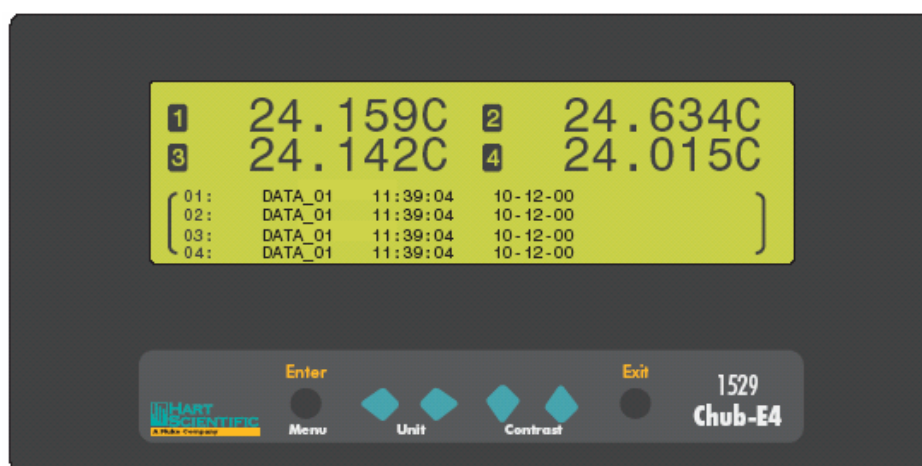 1 24.159C 2 24.634C
3 24.142C 4 24.015C
01: DATA_01 11:39:04 10-12-00
02: DATA_01 11:39:04 10-12-00
03: DATA_01 11:39:04 10-12-00
04: DATA_01 11:39:04 10-12-00
Enter Exit
1529
HART
SCIENTIFIC
A Fluke Company
Menu Unit Contrast
Chub-E4